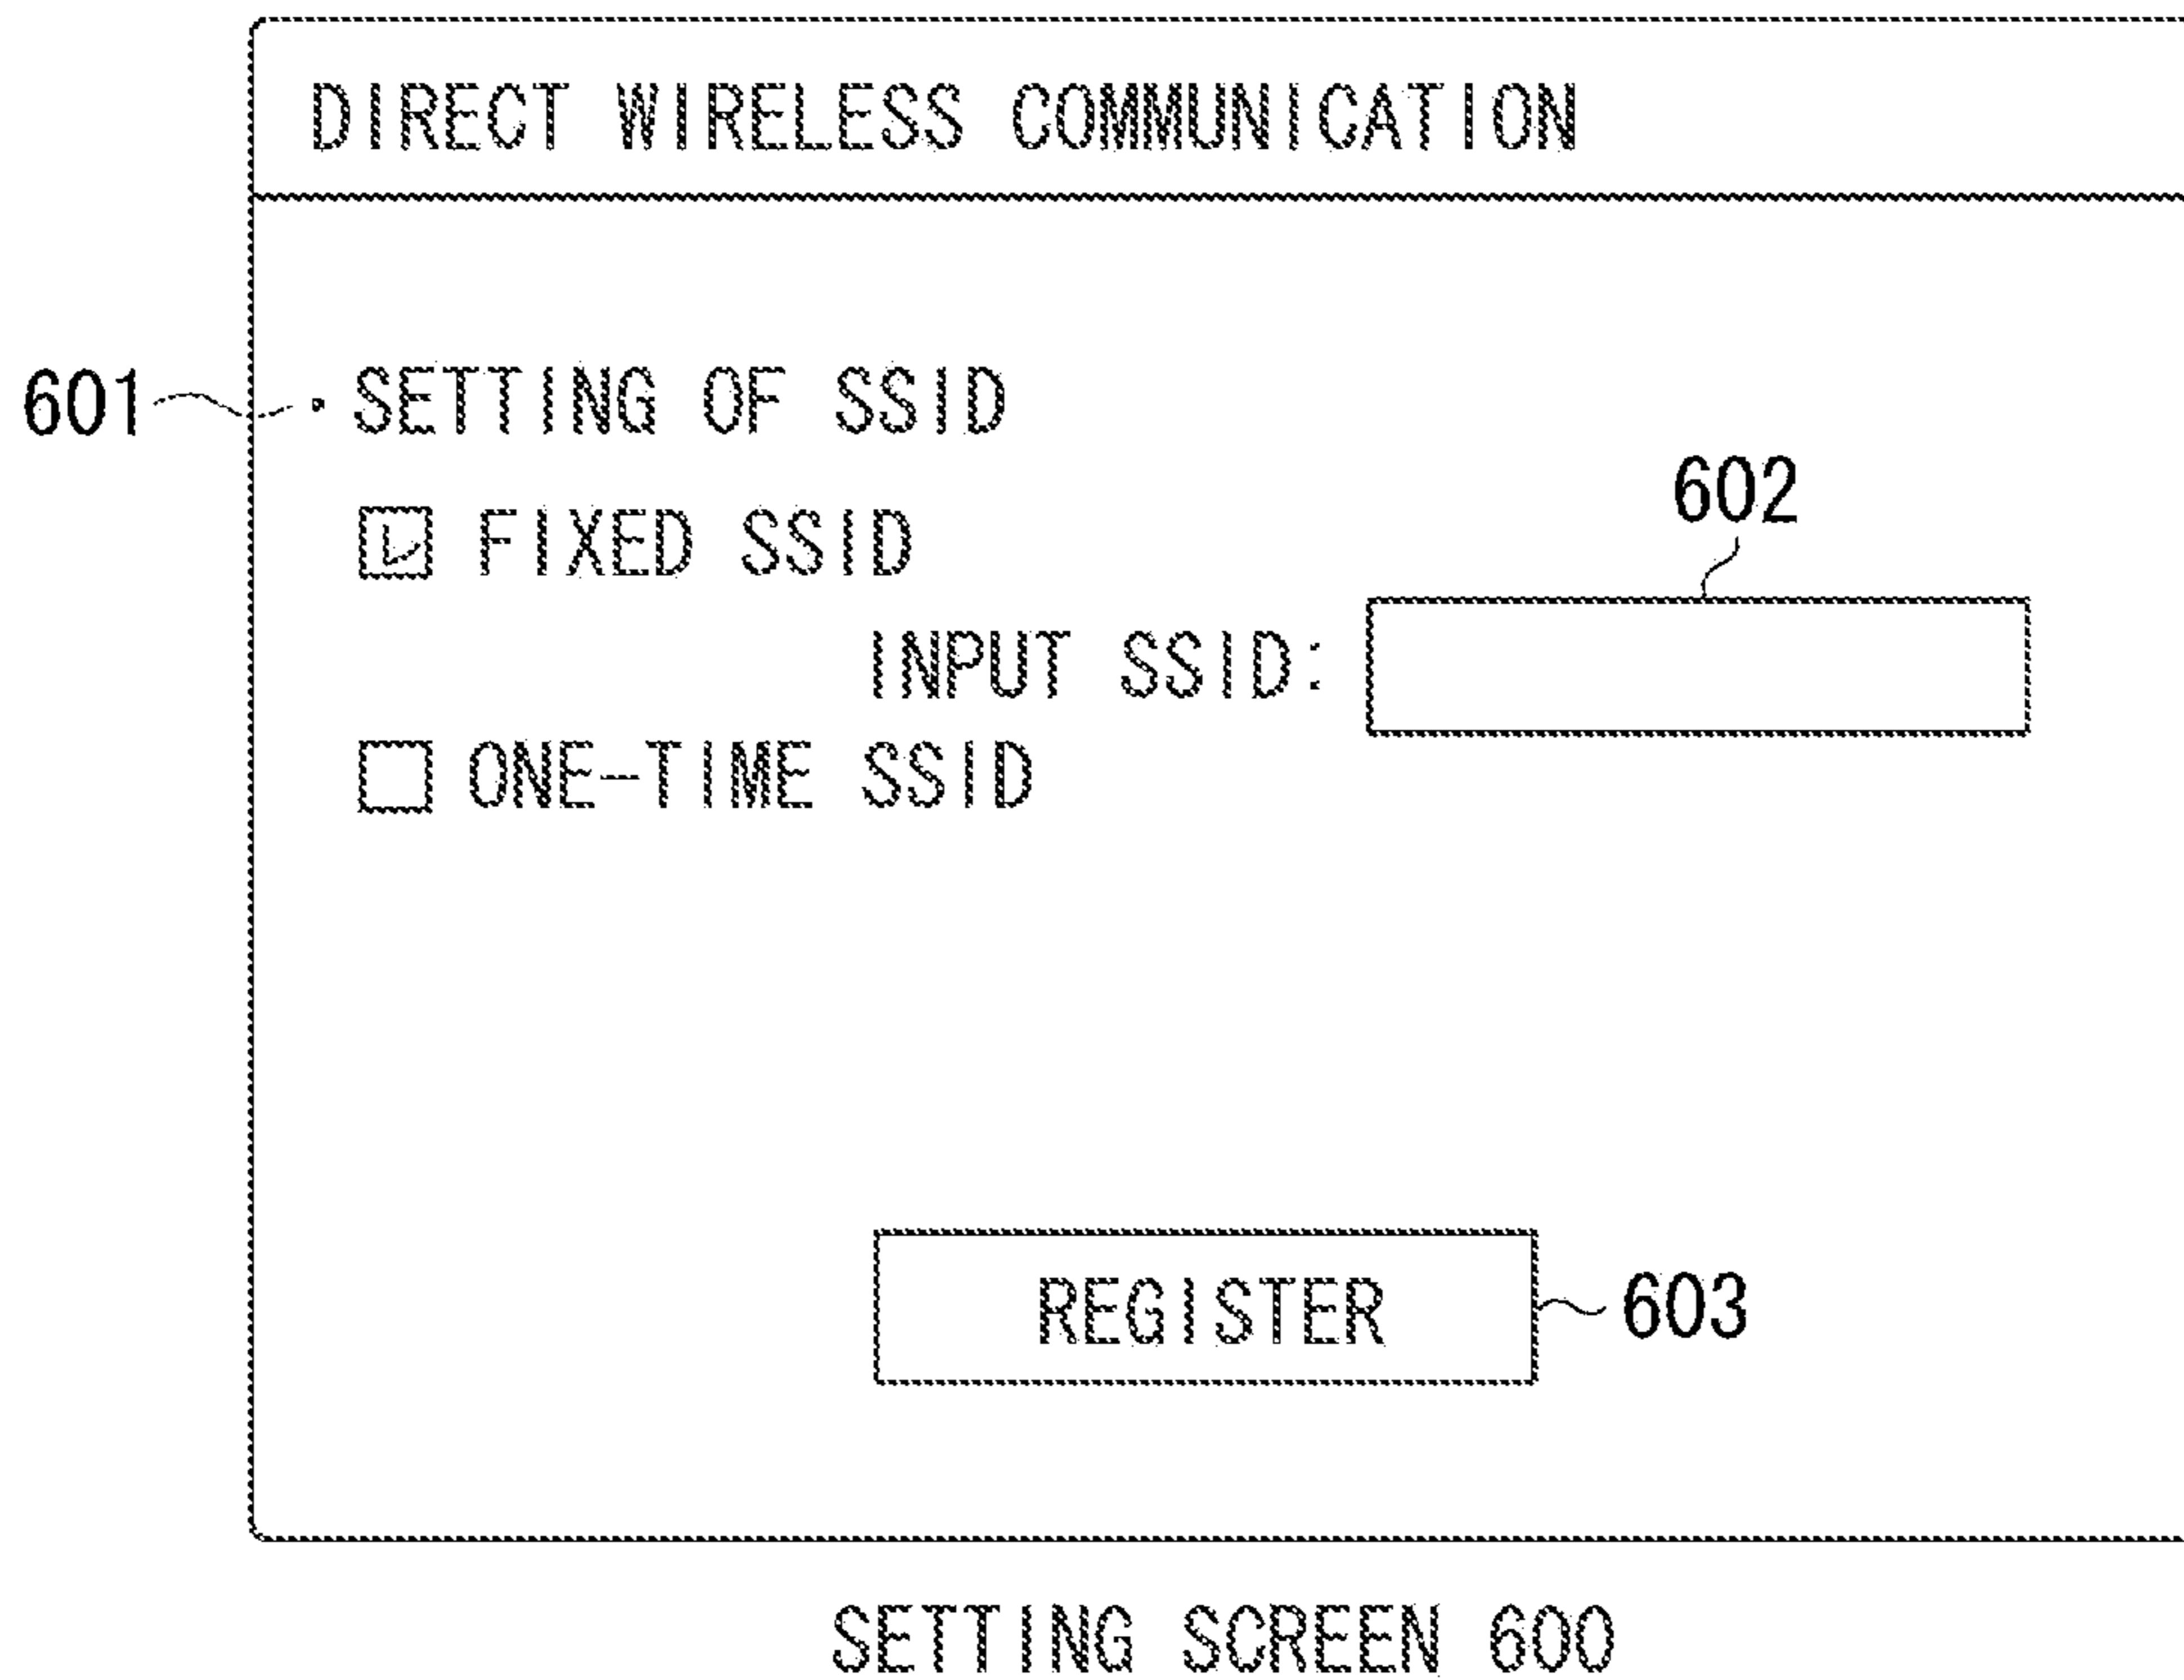 DIRECT WIRELESS COMMUNICATION
601 · SETTING OF SSID
602
FIXED SSID
INPUT SSID:
ONE-TIME SSID
REGISTER 603
SETTING SCREEN 600